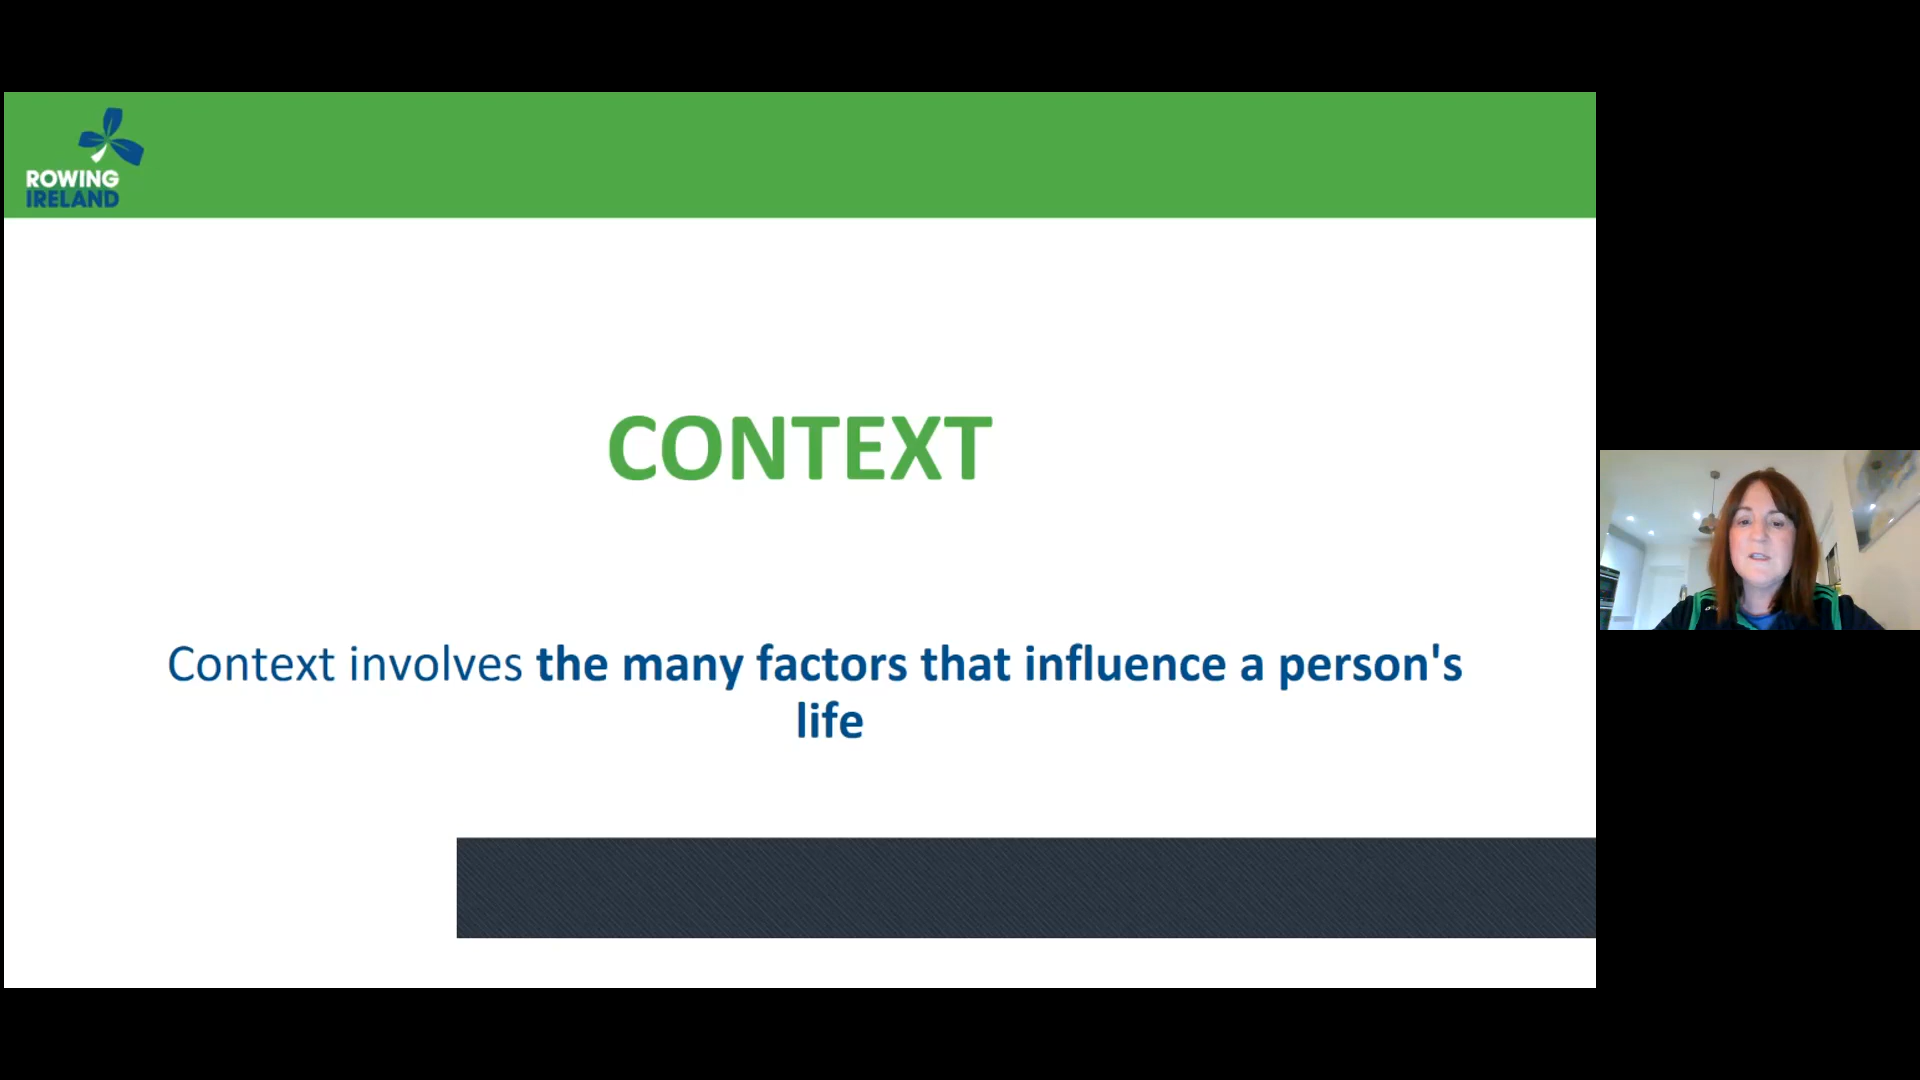 ROWING
IRELAND
CONTEXT
Context involves the many factors that influence a person's
life